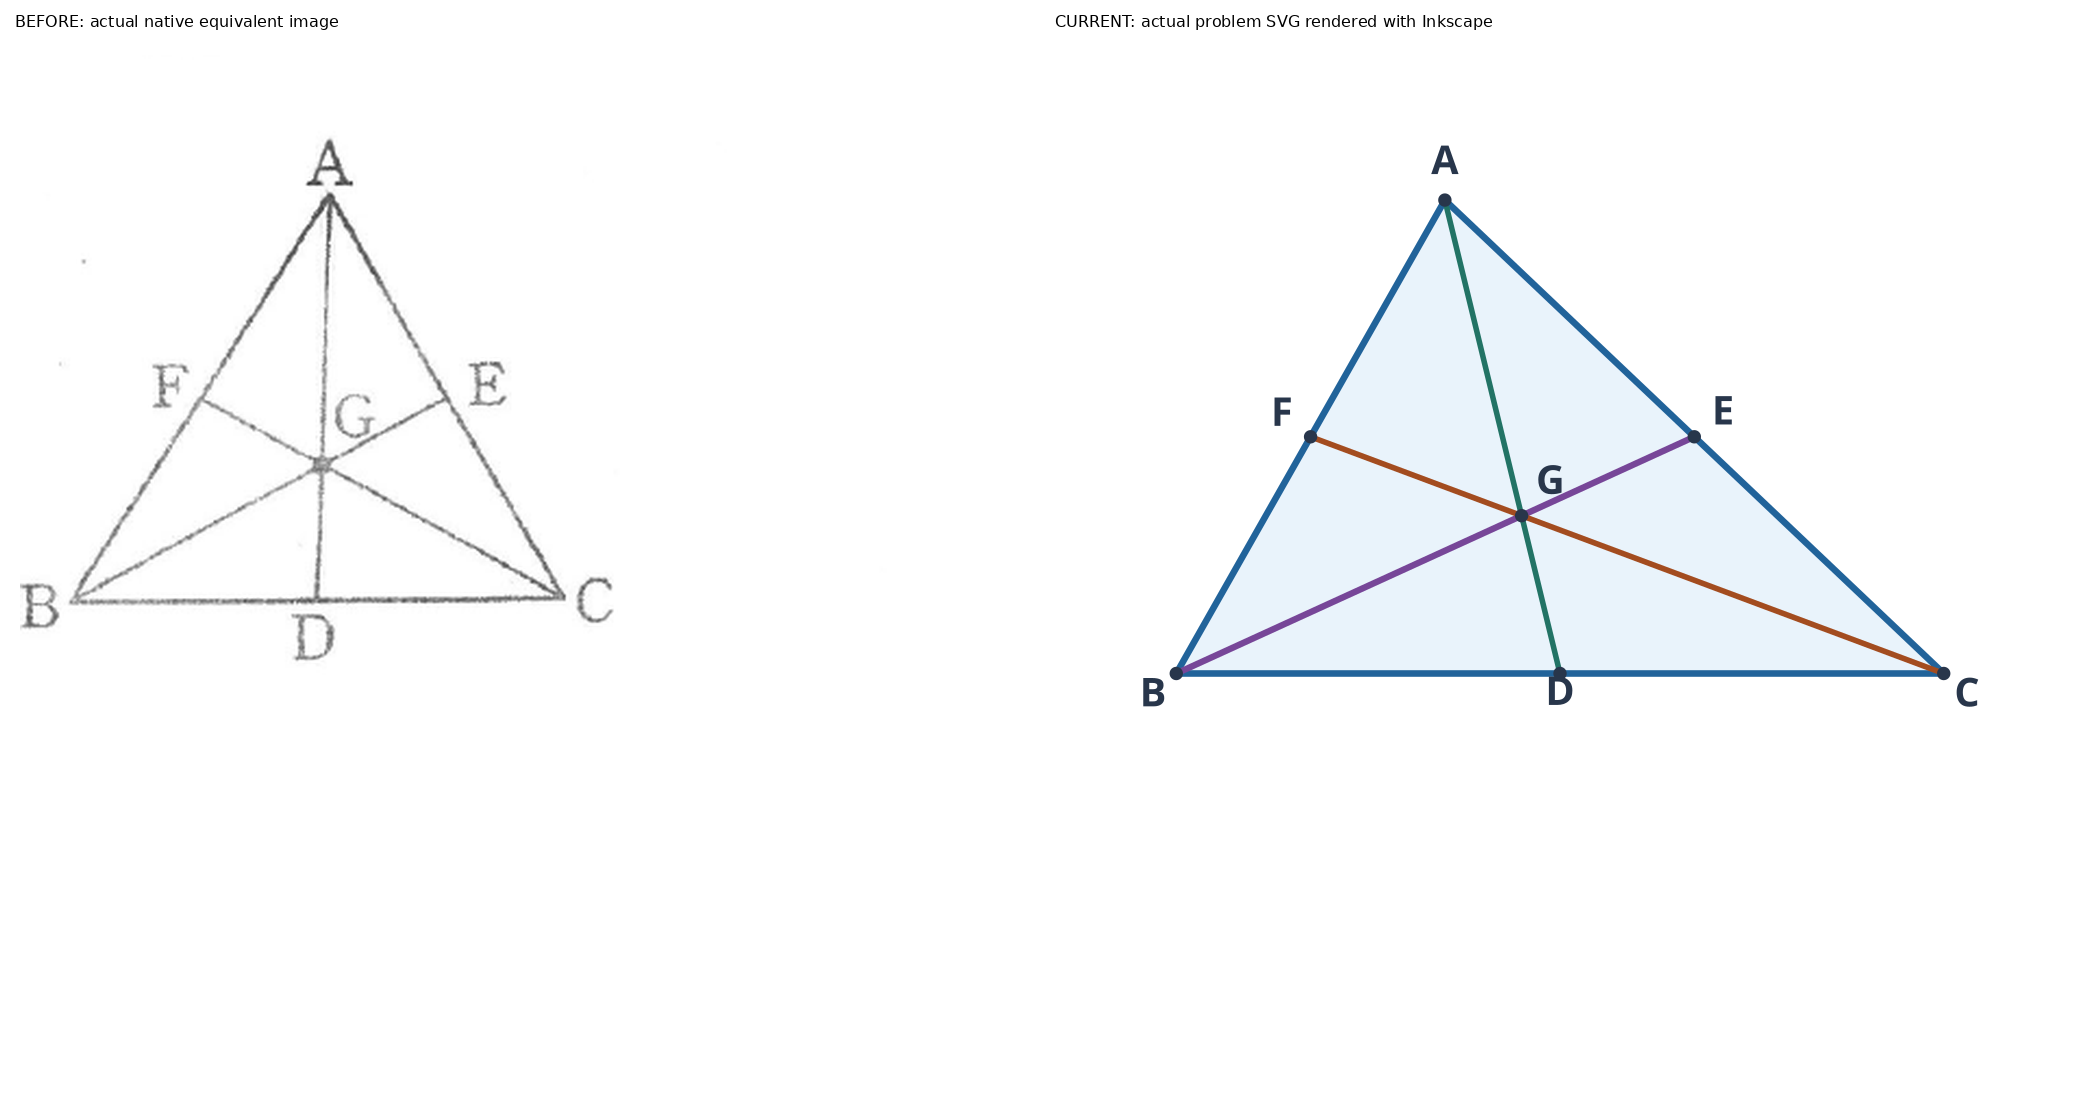 BEFORE: actual native equivalent image
A
F
E
G
B
C
D
CURRENT: actual problem SVG rendered with Inkscape
A
F
E
G
B
D
C